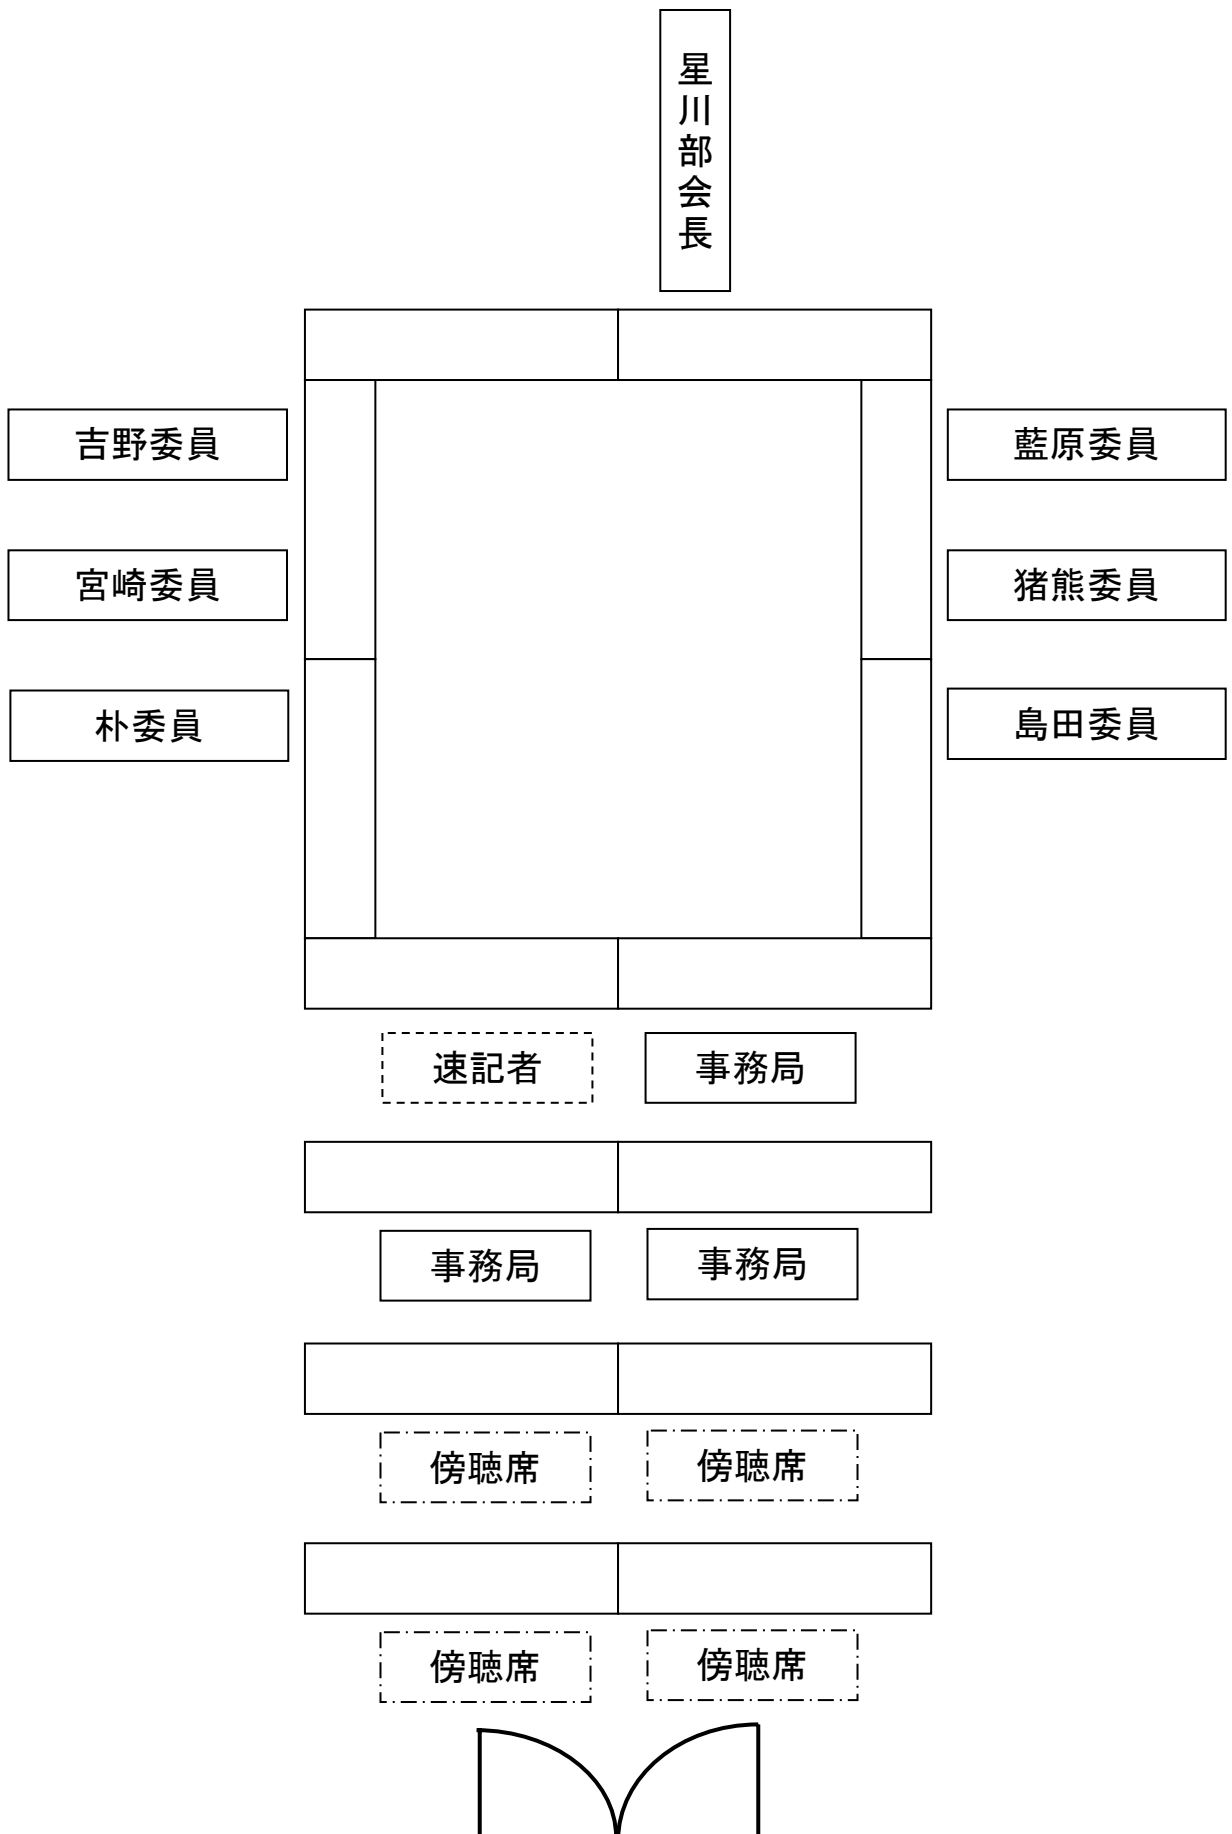 星川部会長
吉野委員
藍原委員
宮崎委員
猪熊委員
朴委員
島田委員
速記者
事務局
事務局
事務局
傍聴席
傍聴席
傍聴席
傍聴席